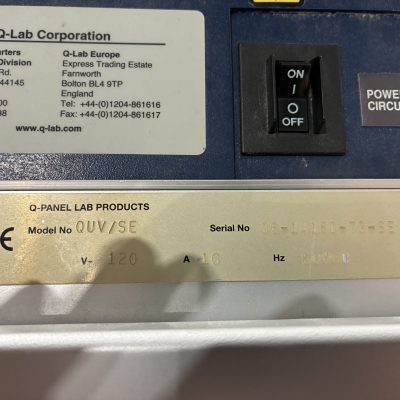 Q-Lab Corporation
rters
Division
Rd.
44145
00
98
Q-Lab Europe
Express Trading Estate
Farnworth
Bolton BL4 9TP
England
Tel: +44-(0)1204-861616
Fax: +44-(0)1204-861617
www.q-lab.com
ON
I
O
OFF
POWE
CIRCU
Q-PANEL LAB PRODUCTS
CE
Model No QUV/SE Serial No
V~ 120 A 16 Hz